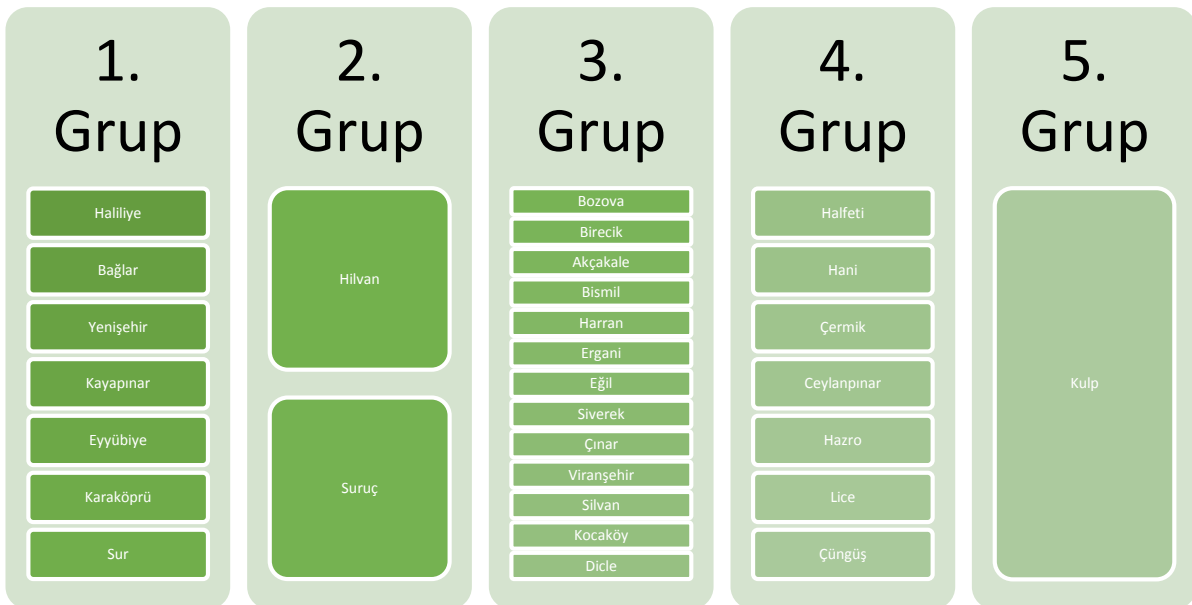 1.
Grup
Haliliye
Bağlar
Yenişehir
Kayapınar
Eyyübiye
Karaköprü
Sur
2.
Grup
Hilvan
Suruç
3.
Grup
Bozova
Birecik
Akçakale
Bismil
Harran
Ergani
Eğil
Siverek
Çınar
Viranşehir
Silvan
Kocaköy
Dicle
4.
Grup
Halfeti
Hani
Çermik
Ceylanpınar
Hazro
Lice
Çüngüş
5.
Grup
Kulp